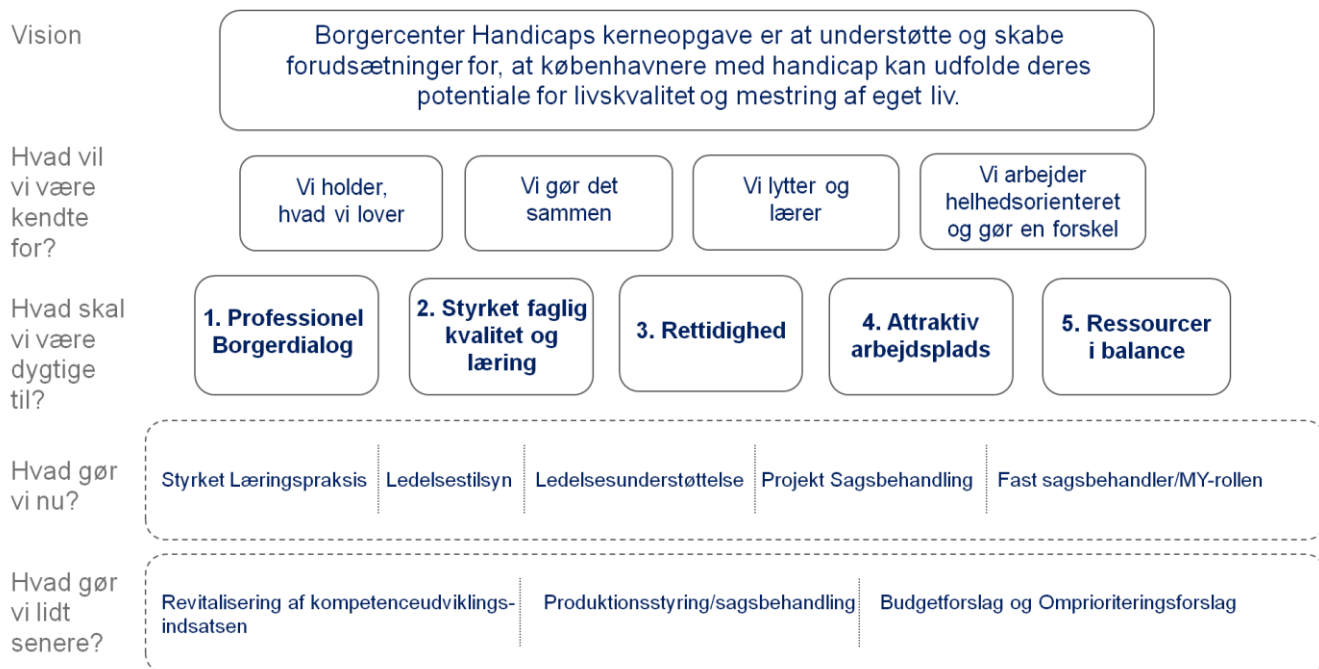 Vision
Borgercenter Handicaps kerneopgave er at understøtte og skabe
forudsætninger for, at københavnere med handicap kan udfolde deres
potentiale for livskvalitet og mestring af eget liv.
Hvad vil
vi være
kendte
for?
Vi holder,
hvad vi lover
Vi gør det
sammen
Vi lytter og
lærer
Vi arbejder
helhedsorienteret
og gør en forskel
Hvad skal
vi være
dygtige
til?
1. Professionel
Borgerdialog
2. Styrket faglig
kvalitet og
læring
3. Rettidighed
4. Attraktiv
arbejdsplads
5. Ressourcer
i balance
Hvad gør
vi nu?
Styrket Læringspraksis
Ledelsestilsyn
Ledelsesunderstøttelse
Projekt Sagsbehandling
Fast sagsbehandler/MY-rollen
Hvad gør
vi lidt
senere?
Revitalisering af kompetenceudviklings-
indsatsen
Produktionsstyring/sagsbehandling
Budgetforslag og Omprioriteringsforslag